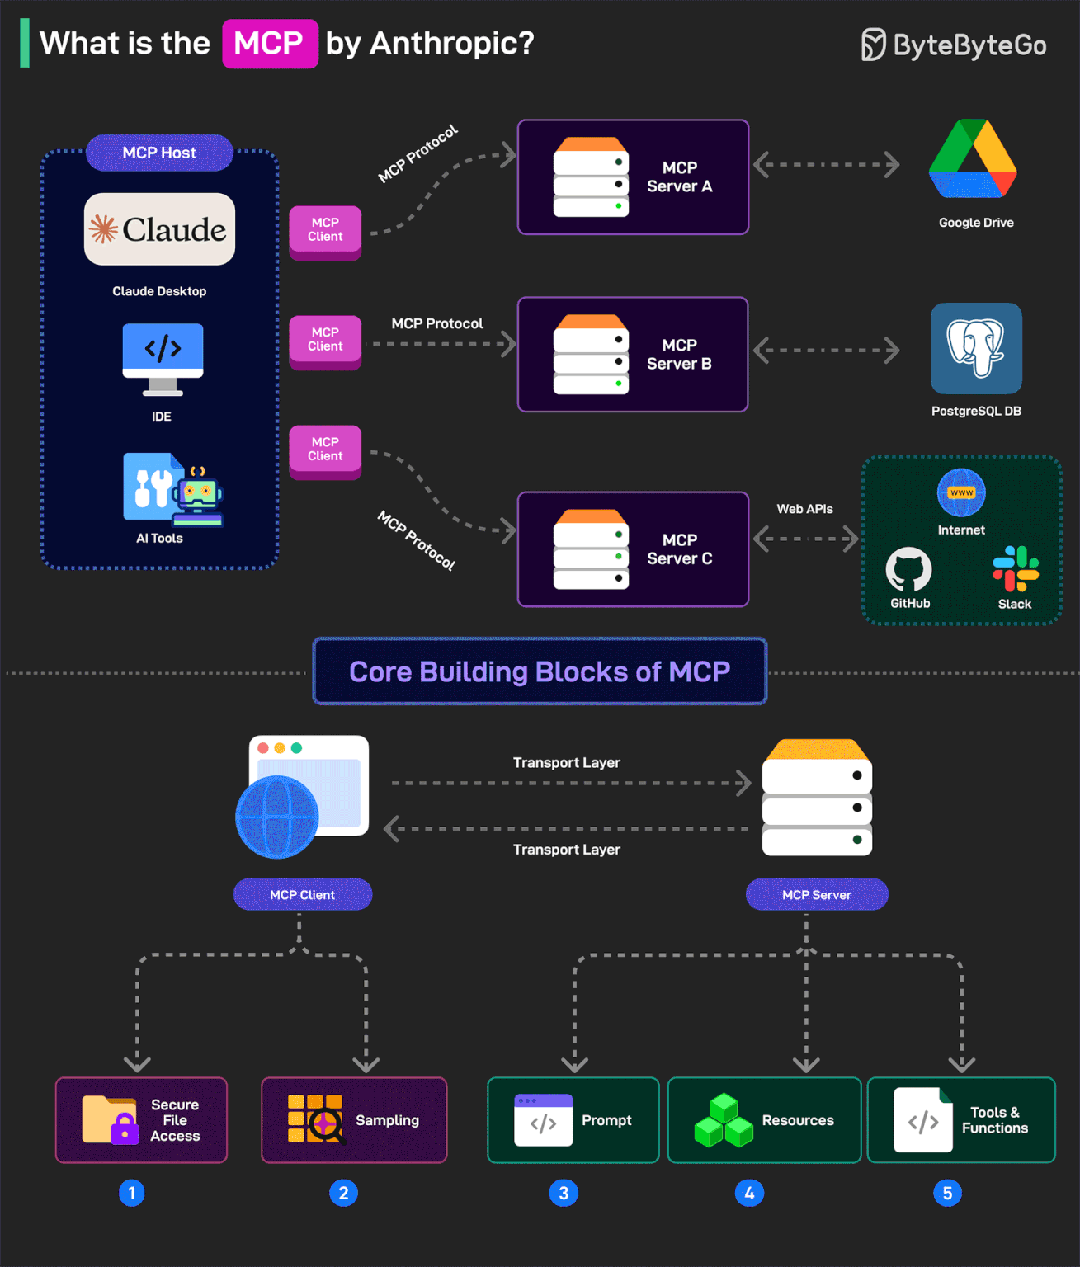 What is the MCP by Anthropic?
ByteByteGo
MCP Host
Claude
Claude Desktop
IDE
AI Tools
MCP
Client
MCP Protocol
MCP
Server A
Google Drive
MCP
Client
MCP Protocol
MCP
Server B
PostgreSQL DB
MCP
Client
MCP Protocol
MCP
Server C
Web APIs
WWW
Internet
GitHub
Slack
Core Building Blocks of MCP
Transport Layer
Transport Layer
MCP Client
MCP Server
Secure
File
Access
Sampling
Prompt
Resources
Tools &
Functions
1
2
3
4
5